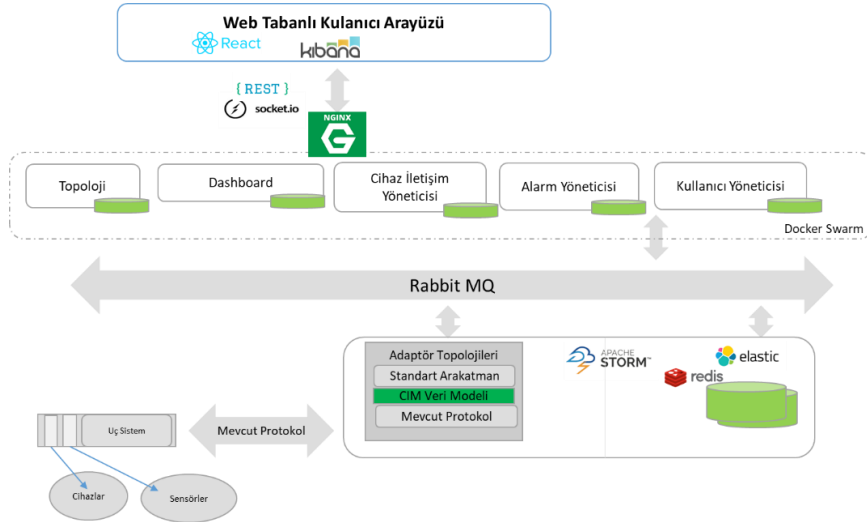 Web Tabanlı Kulanıcı Arayüzü
React
kibana
{ REST }
socket.io
NGINX
G
Topoloji
Dashboard
Cihaz İletişim
Yöneticisi
Alarm Yöneticisi
Kullanıcı Yöneticisi
Docker Swarm
Rabbit MQ
Adaptör Topolojileri
Standart Arakatman
CIM Veri Modeli
Mevcut Protokol
APACHE
STORM™
elastic
redis
Uç Sistem
Mevcut Protokol
Cihazlar
Sensörler